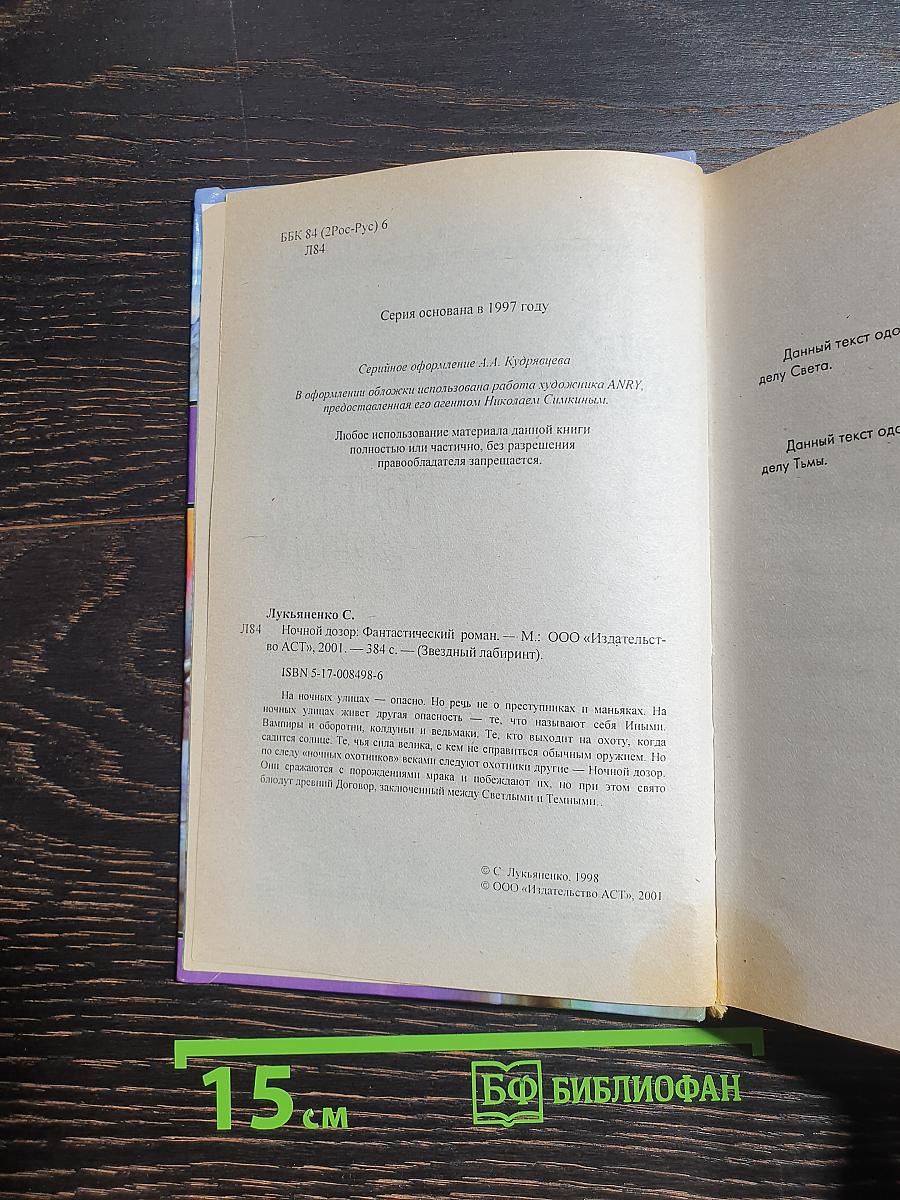 ББК 84 (2Рос-Рус) 6
Л84
Серия основана в 1997 году
Серийное оформление А.А. Кудрявцева
В оформлении обложки использована работа художника ANRY,
предоставленная его агентом Николаем Симкиным.
Любое использование материала данной книги
полностью или частично, без разрешения
правообладателя запрещается.
Лукьяненко С.
Л84 Ночной дозор: Фантастический роман. — М.: ООО «Издательст-
во АСТ», 2001. — 384 с. — (Звездный лабиринт).
ISBN 5-17-008498-6
На ночных улицах — опасно. Но речь не о преступниках и маньяках. На
ночных улицах живет другая опасность — те, что называют себя Иными.
Вампиры и оборотни, колдуньи и ведьмаки. Те, кто выходит на охоту, когда
садится солнце. Те, чья сила велика, с кем не справиться обычным оружием. Но
по следу «ночных охотников» веками следуют охотники другие — Ночной дозор.
Они сражаются с порождениями мрака и побеждают их, но при этом свято
блюдут древний Договор, заключенный между Светлыми и Темными...
© С Лукьяненко, 1998
© ООО «Издательство АСТ», 2001
Данный текст одо
делу Света.
Данный текст одо
делу Тьмы.
15 см
БФ БИБЛИОФАН